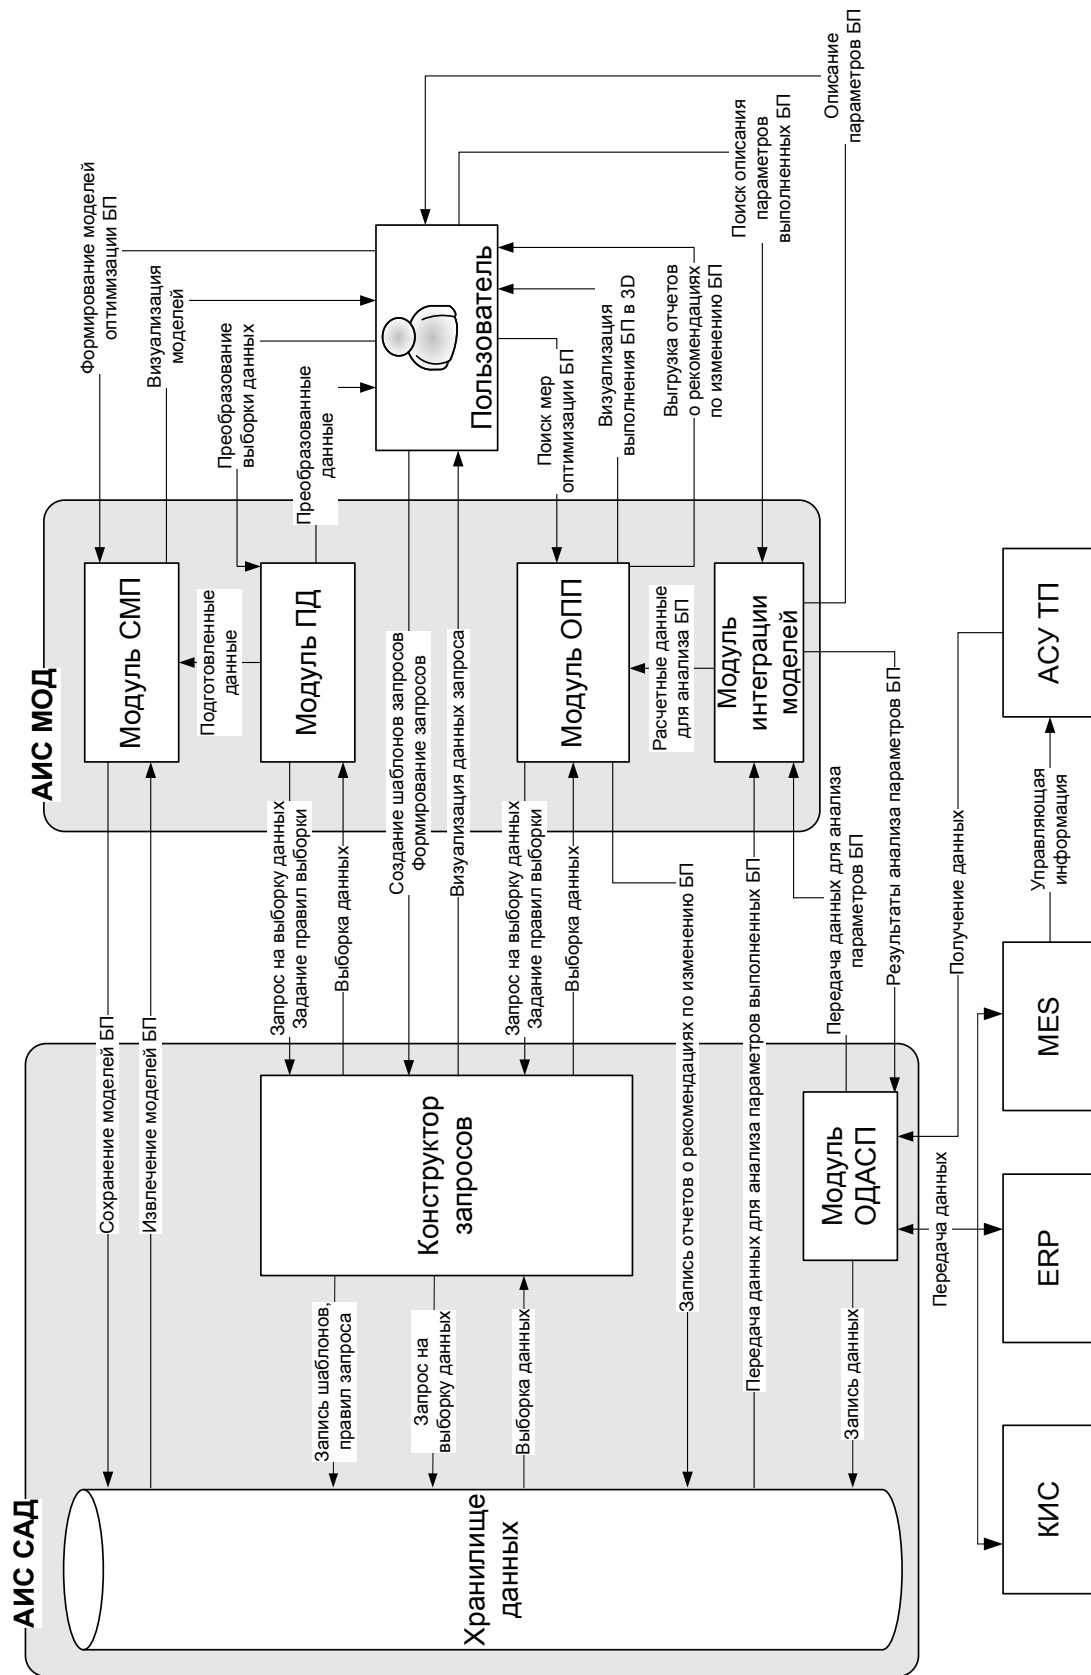 АИС САД
Хранилище
данных
Сохранение моделей БП
Извлечение моделей БП
Запись шаблонов,
правил запроса
Запрос на
выборку данных
Выборка данных
Конструктор
запросов
Запись отчетов о рекомендациях по изменению БП
Передача данных для анализа параметров выполненных БП
Запись данных
Модуль
ОДАСП
Запрос на выборку данных
Задание правил выборки
Выборка данных
Создание шаблонов запросов
Формирование запросов
Визуализация данных запроса
Запрос на выборку данных
Задание правил выборки
Выборка данных
Передача данных для анализа
параметров БП
Результаты анализа параметров БП
АИС МОД
Модуль СМП
Подготовленные
данные
Модуль ПД
Модуль ОПП
Расчетные данные
для анализа БП
Модуль
интеграции
моделей
Формирование моделей
оптимизации БП
Визуализация
моделей
Преобразование
выборки данных
Преобразованные
данные
Пользователь
Поиск мер
оптимизации БП
Визуализация
выполнения БП в 3D
Выгрузка отчетов
о рекомендациях
по изменению БП
Поиск описания
параметров
выполненных БП
Описание
параметров БП
Передача данных
Получение данных
КИС
ERP
MES
Управляющая
информация
АСУ ТП